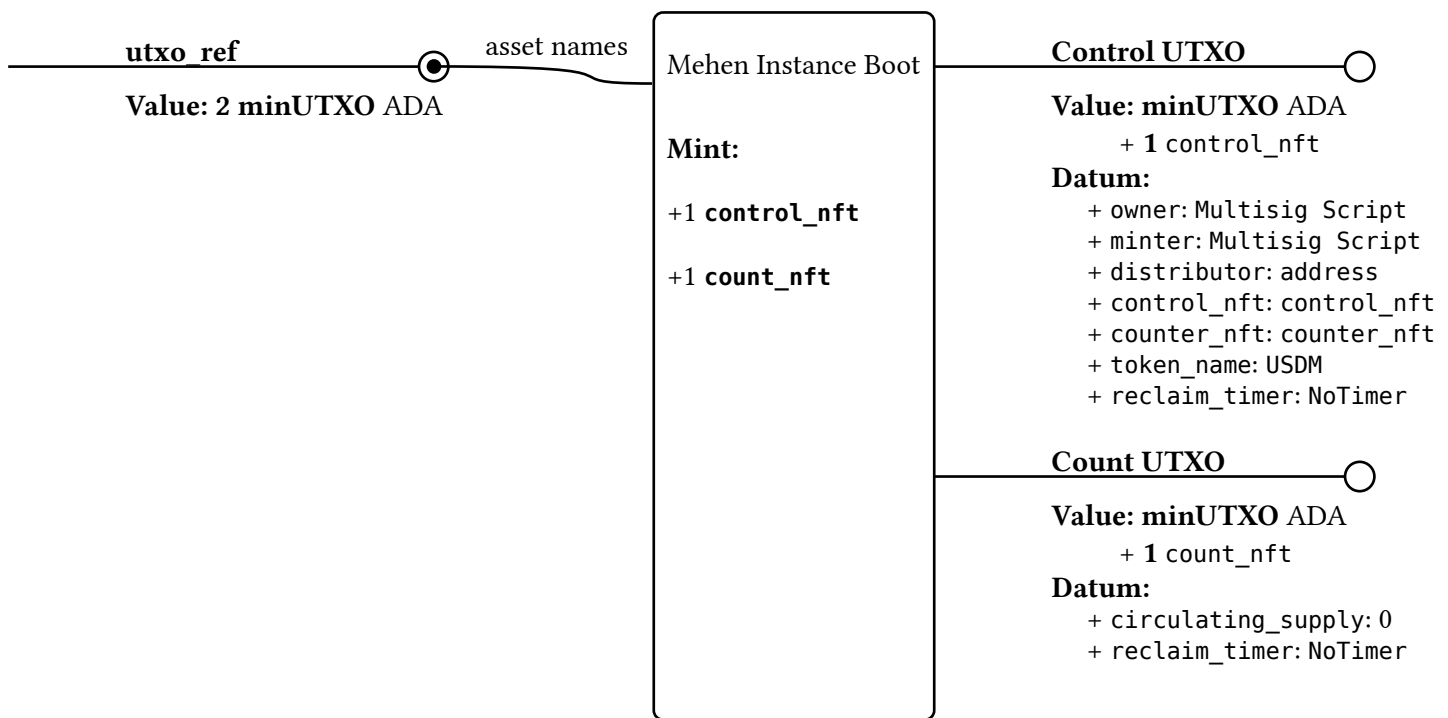 utxo_ref
Value: 2 minUTXO ADA
asset names
Mehen Instance Boot
Mint:
+1 control_nft
+1 count_nft
Control UTXO
Value: minUTXO ADA
+ 1 control_nft
Datum:
+ owner: Multisig Script
+ minter: Multisig Script
+ distributor: address
+ control_nft: control_nft
+ counter_nft: counter_nft
+ token_name: USDM
+ reclaim_timer: NoTimer
Count UTXO
Value: minUTXO ADA
+ 1 count_nft
Datum:
+ circulating_supply: 0
+ reclaim_timer: NoTimer